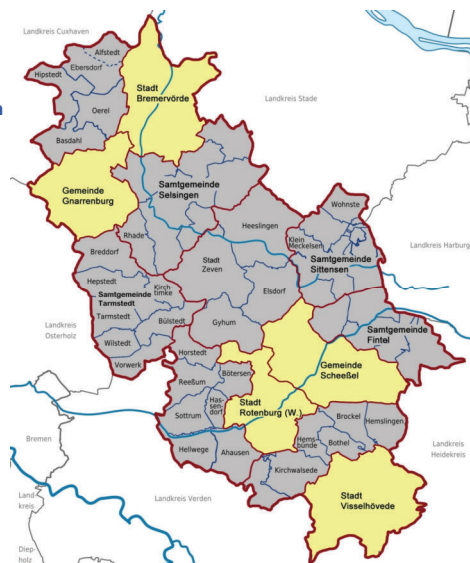 Landkreis Cuxhaven
Alfstedt
Ebersdorf
Hipstedt
Stadt
Bremervörde
Oerel
Landkreis Stade
Basdahl
Gemeinde
Gnarrenburg
Samtgemeinde
Selsingen
Wohnste
Rhade
Heeslingen
Klein
Meckelsen
Landkreis Harburg
Breddorf
Stadt
Zeven
Samtgemeinde
Sittensen
Hepstedt
Kirch-
timke
Elsdorf
Samtgemeinde
Tarmstedt
Tarmstedt
Bülstedt
Gyhum
Landkreis
Osterholz
Samtgemeinde
Fintel
Wilstedt
Vorwerk
Horstedt
Bötersen
Gemeinde
Scheeßel
Reeßum
Has-
sen-
dorf
Stadt
Rotenburg (W.)
Sottrum
Brockel
Hemslingen
Bremen
Hems-
bünde
Bothel
Landkreis
Heidekreis
Hellwege
Ahausen
Kirchwalsede
Land-
kreis
Landkreis Verden
Stadt
Visselhövede
Diep-
holz